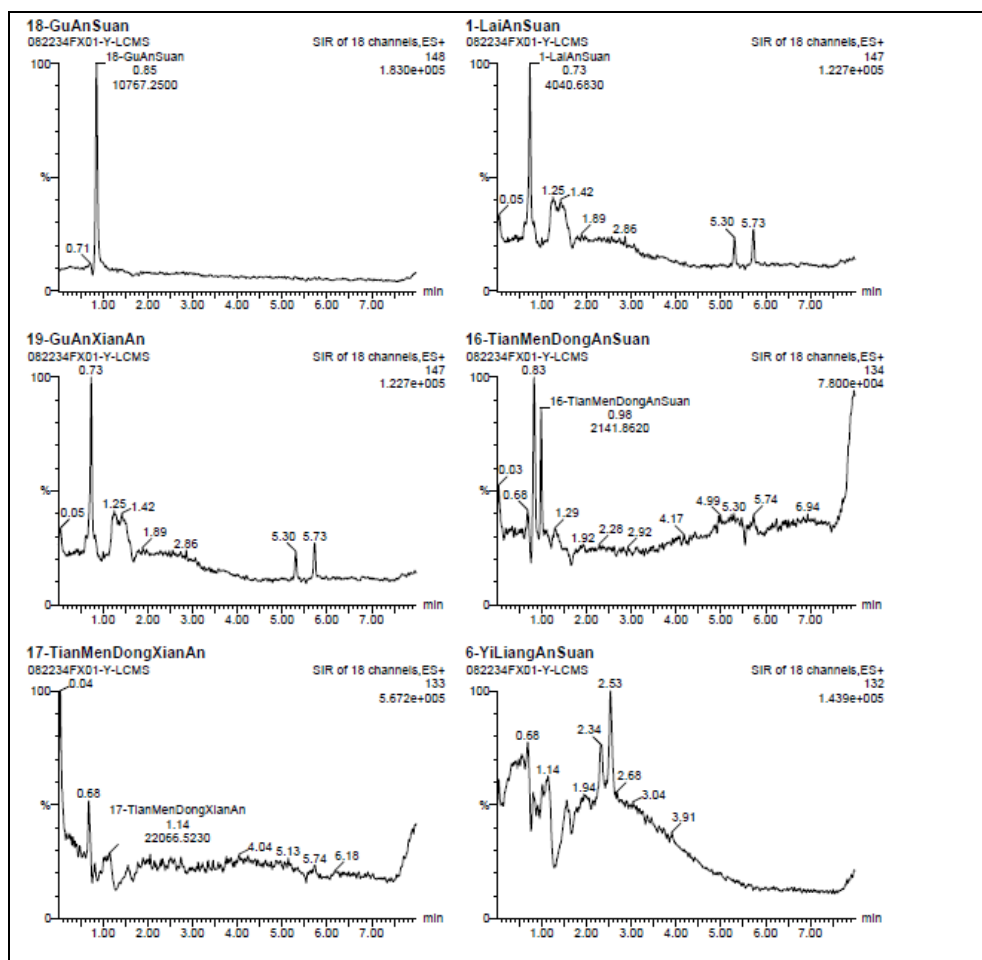 18-GuAnSuan
082234FX01-Y-LCMS
SIR of 18 channels,ES+
148
1.830e+005
18-GuAnSuan
0.85
10767.2500
100
%
0
0.71
1.00 2.00 3.00 4.00 5.00 6.00 7.00
min
1-LaiAnSuan
082234FX01-Y-LCMS
SIR of 18 channels,ES+
147
1.227e+005
1-LaiAnSuan
0.73
4040.6830
100
%
0
0.05
1.25
1.42
1.89
2.86
5.30
5.73
1.00 2.00 3.00 4.00 5.00 6.00 7.00
min
19-GuAnXianAn
082234FX01-Y-LCMS
SIR of 18 channels,ES+
147
1.227e+005
0.73
100
%
0
0.05
1.25
1.42
1.89
2.86
5.30
5.73
1.00 2.00 3.00 4.00 5.00 6.00 7.00
min
16-TianMenDongAnSuan
082234FX01-Y-LCMS
SIR of 18 channels,ES+
134
7.800e+004
0.83
16-TianMenDongAnSuan
0.98
2141.8620
100
%
0
0.03
0.68
1.29
1.92
2.28
2.92
4.17
4.99
5.30
5.74
6.94
1.00 2.00 3.00 4.00 5.00 6.00 7.00
min
17-TianMenDongXianAn
082234FX01-Y-LCMS
SIR of 18 channels,ES+
133
5.672e+005
0.04
100
%
0
0.68
17-TianMenDongXianAn
1.14
22066.5230
4.04
5.13
5.74
6.18
1.00 2.00 3.00 4.00 5.00 6.00 7.00
min
6-YiLiangAnSuan
082234FX01-Y-LCMS
SIR of 18 channels,ES+
132
1.439e+005
2.53
100
%
0
0.68
1.14
1.94
2.34
2.68
3.04
3.91
1.00 2.00 3.00 4.00 5.00 6.00 7.00
min